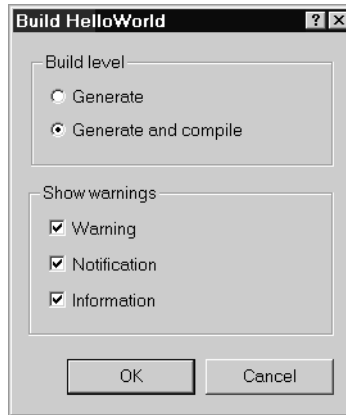 Build HelloWorld
Build level
Generate
Generate and compile
Show warnings
Warning
Notification
Information
OK Cancel